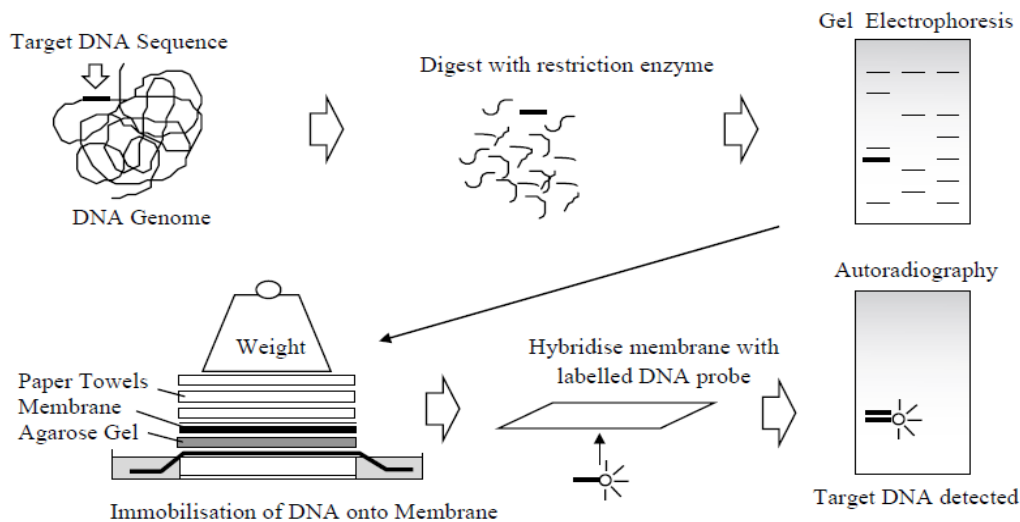 Target DNA Sequence
DNA Genome
Digest with restriction enzyme
Gel Electrophoresis
Weight
Paper Towels
Membrane
Agarose Gel
Immobilisation of DNA onto Membrane
Hybridise membrane with
labelled DNA probe
Autoradiography
Target DNA detected